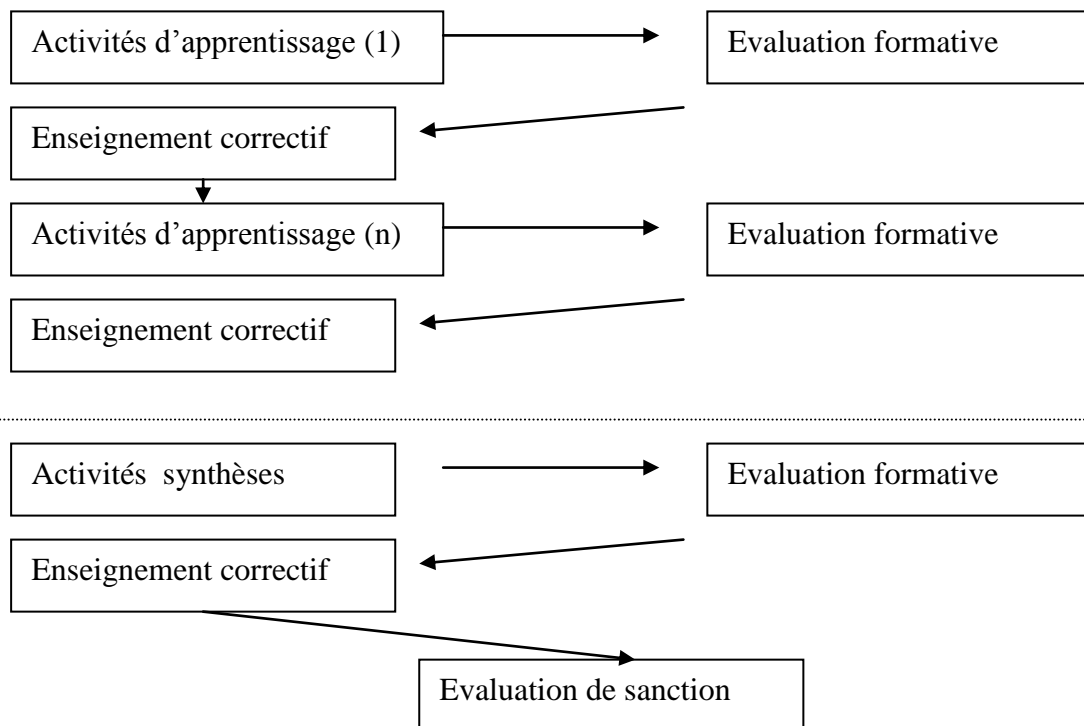 Activités d’apprentissage (1)
Evaluation formative
Enseignement correctif
Activités d’apprentissage (n)
Evaluation formative
Enseignement correctif
Activités  synthèses
Evaluation formative
Enseignement correctif
Evaluation de sanction